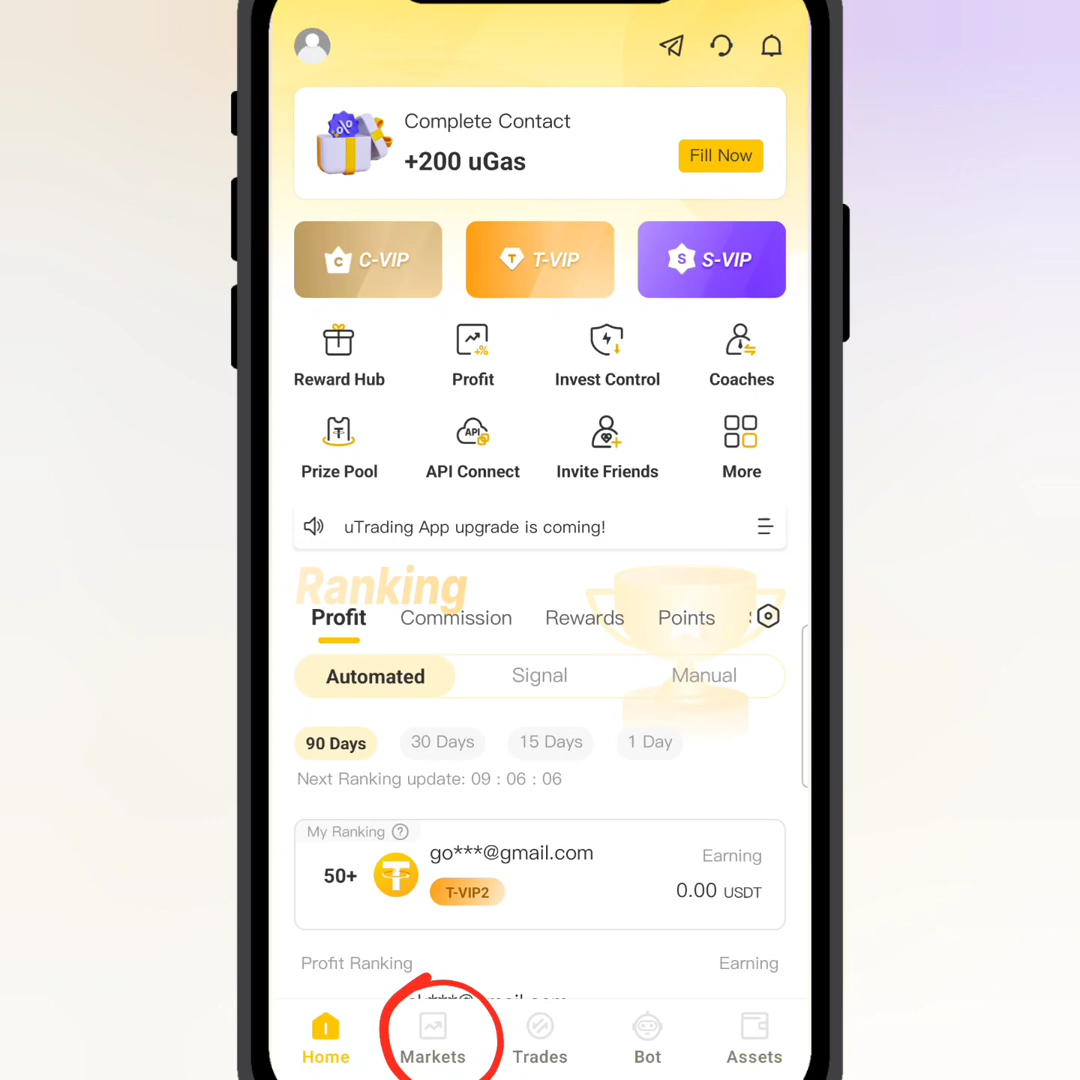 Complete Contact
+200 uGas
Fill Now
C C-VIP
T T-VIP
S S-VIP
Reward Hub
Profit
Invest Control
Coaches
API
Prize Pool
API Connect
Invite Friends
More
uTrading App upgrade is coming!
Ranking
Profit Commission Rewards Points
Automated Signal Manual
90 Days 30 Days 15 Days 1 Day
Next Ranking update: 09 : 06 : 06
My Ranking ?
50+
go***@gmail.com
T-VIP2
Earning
0.00 USDT
Profit Ranking Earning
Home Markets Trades Bot Assets